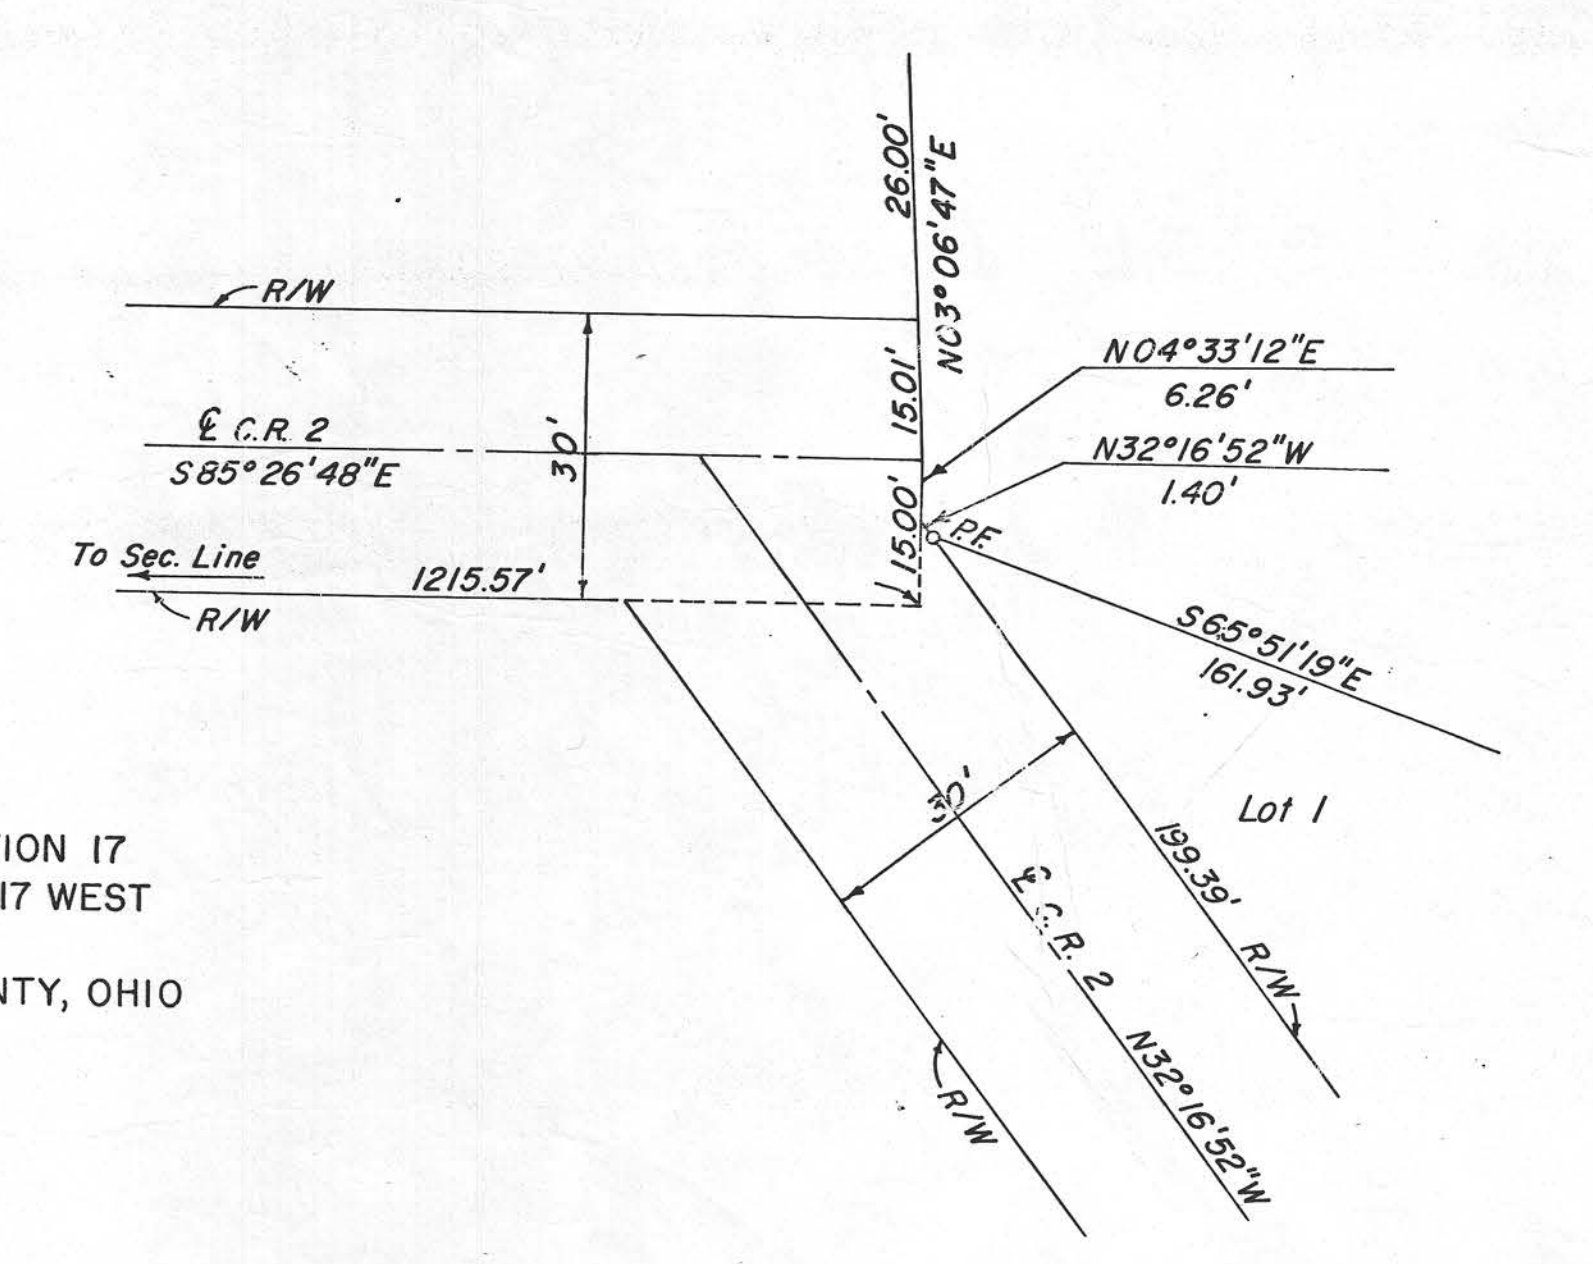 26.00'
N03°06'47"E
R/W
15.01'
N04°33'12"E
6.26'
℄ C.R. 2
S85°26'48"E
30'
N32°16'52"W
1.40'
15.00'
P.F.
To Sec. Line
1215.57'
R/W
S65°51'19"E
161.93'
30'
Lot 1
199.39'
TION 17
17 WEST
℄ C.R. 2
R/W
NTY, OHIO
N32°16'52"W
R/W